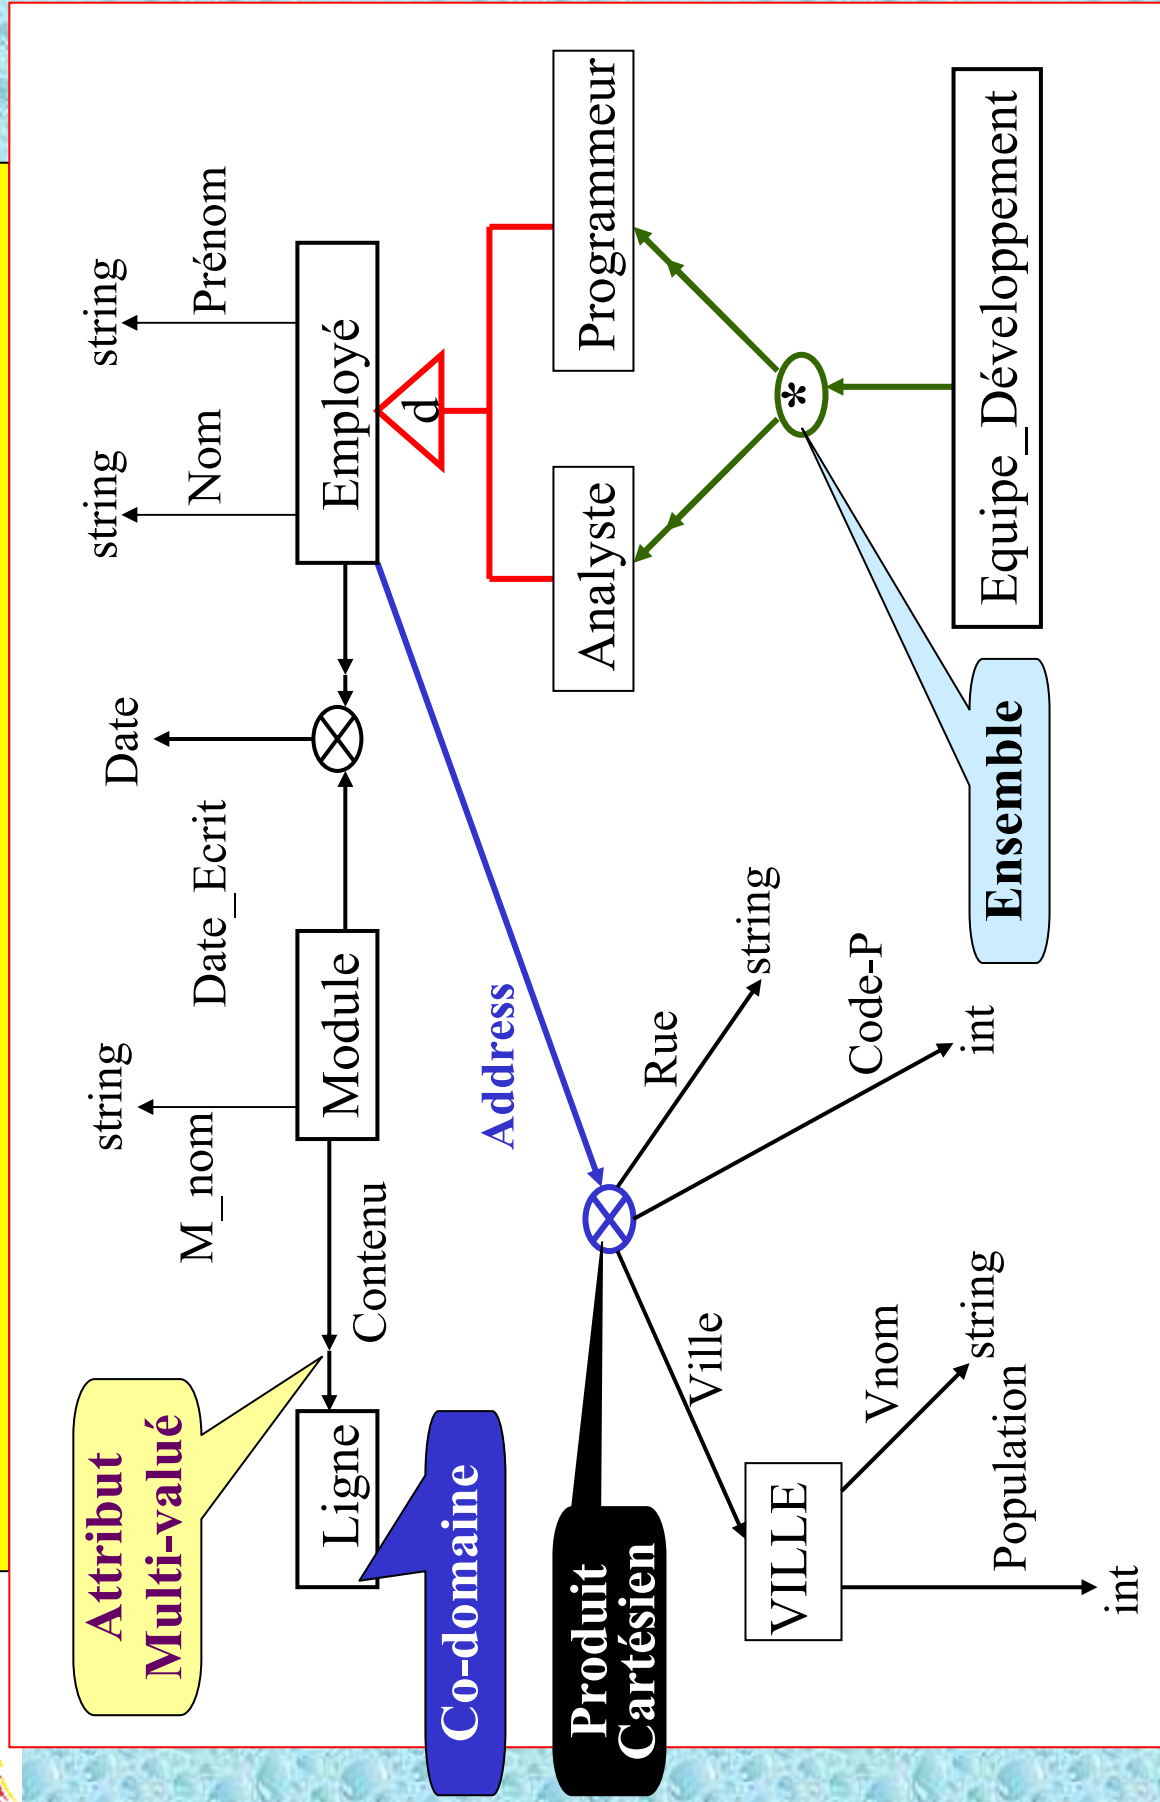 string
string
Date
string
Attribut
Multi-valué
M_nom
Date_Ecrit
Nom
Prénom
Ligne
Module
Employé
Contenu
d
Co-domaine
Address
Produit
Cartésien
Analyste
Programmeur
Rue
Ville
string
VILLE
*
Code-P
Vnom
string
int
Population
int
Ensemble
Equipe_Développement